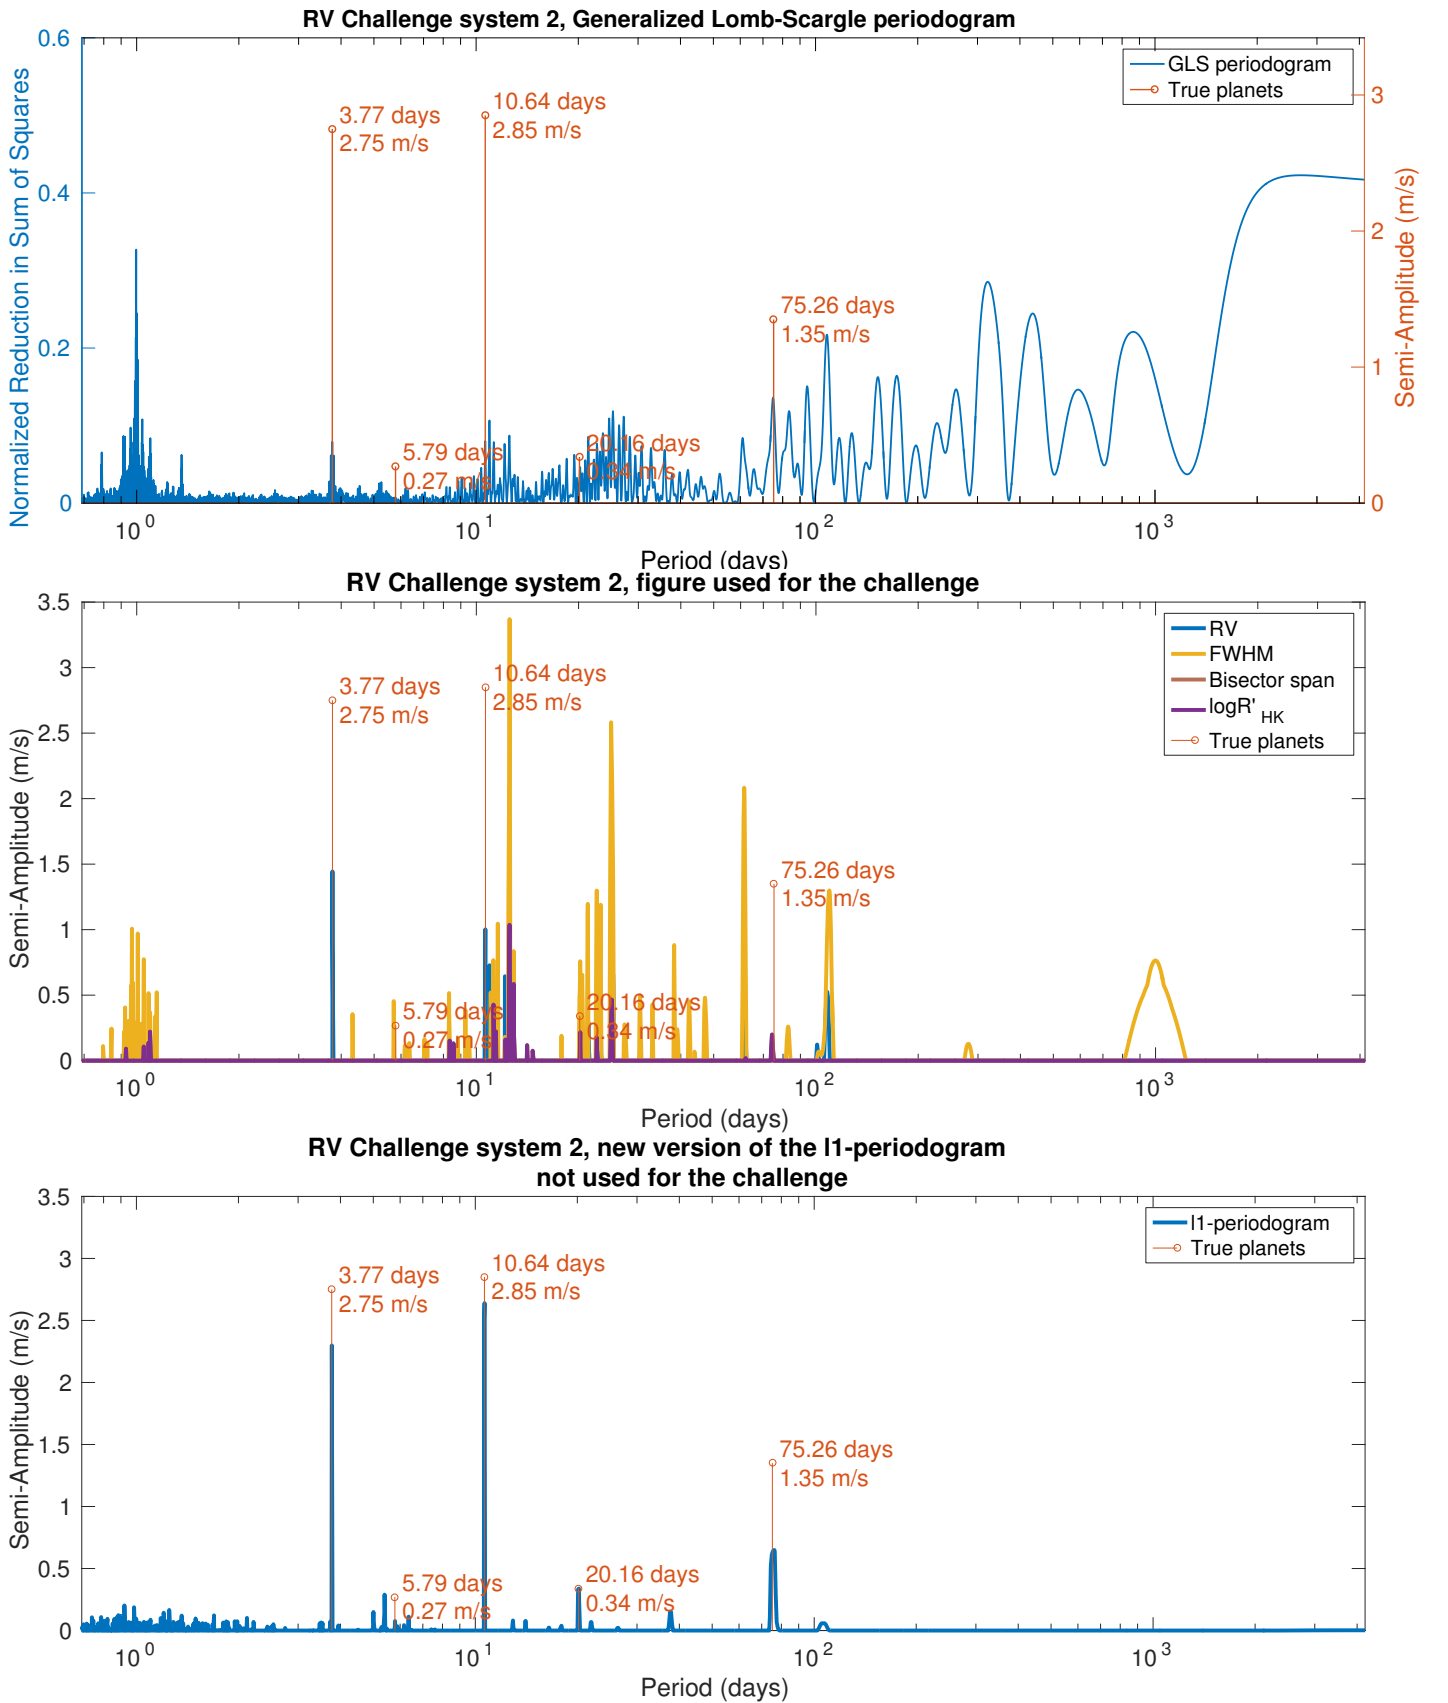 RV Challenge system 2, Generalized Lomb-Scargle periodogram
Normalized Reduction in Sum of Squares
Semi-Amplitude (m/s)
0.6
0.4
0.2
0
3
2
1
0
GLS periodogram
True planets
3.77 days
2.75 m/s
10.64 days
2.85 m/s
5.79 days
0.27 m/s
20.16 days
0.34 m/s
75.26 days
1.35 m/s
10^0
10^1
10^2
10^3
Period (days)
RV Challenge system 2, figure used for the challenge
Semi-Amplitude (m/s)
3.5
3
2.5
2
1.5
1
0.5
0
RV
FWHM
Bisector span
logR'_HK
True planets
3.77 days
2.75 m/s
10.64 days
2.85 m/s
5.79 days
0.27 m/s
20.16 days
0.34 m/s
75.26 days
1.35 m/s
10^0
10^1
10^2
10^3
Period (days)
RV Challenge system 2, new version of the l1-periodogram
not used for the challenge
Semi-Amplitude (m/s)
3.5
3
2.5
2
1.5
1
0.5
0
l1-periodogram
True planets
3.77 days
2.75 m/s
10.64 days
2.85 m/s
5.79 days
0.27 m/s
20.16 days
0.34 m/s
75.26 days
1.35 m/s
10^0
10^1
10^2
10^3
Period (days)